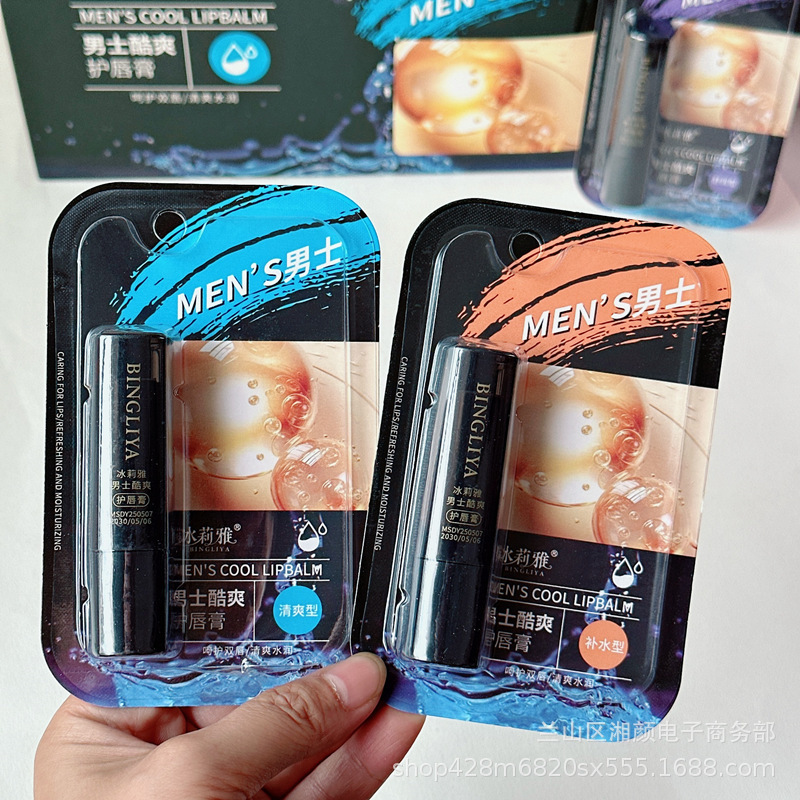 MEN'S COOL LIPBALM
男士酷爽
护唇膏
呵护双唇/清爽水润
MEN'
MEN'S男士
CARING FOR LIPS/REFRESHING AND MOISTURIZING
BINGLIYA
冰莉雅
男士酷爽
护唇膏
MSDY250507
2030/05/06
冰莉雅®
BINGLIYA
MEN'S COOL LIPBALM
男士酷爽
护唇膏
清爽型
呵护双唇/清爽水润
MEN'S男士
CARING FOR LIPS/REFRESHING AND MOISTURIZING
BINGLIYA
冰莉雅
男士酷爽
护唇膏
MSDY250507
2030/05/06
冰莉雅®
BINGLIYA
MEN'S COOL LIPBALM
男士酷爽
护唇膏
补水型
呵护双唇/清爽水润
兰山区湘颜电子商务部
shop428m6820sx555.1688.com